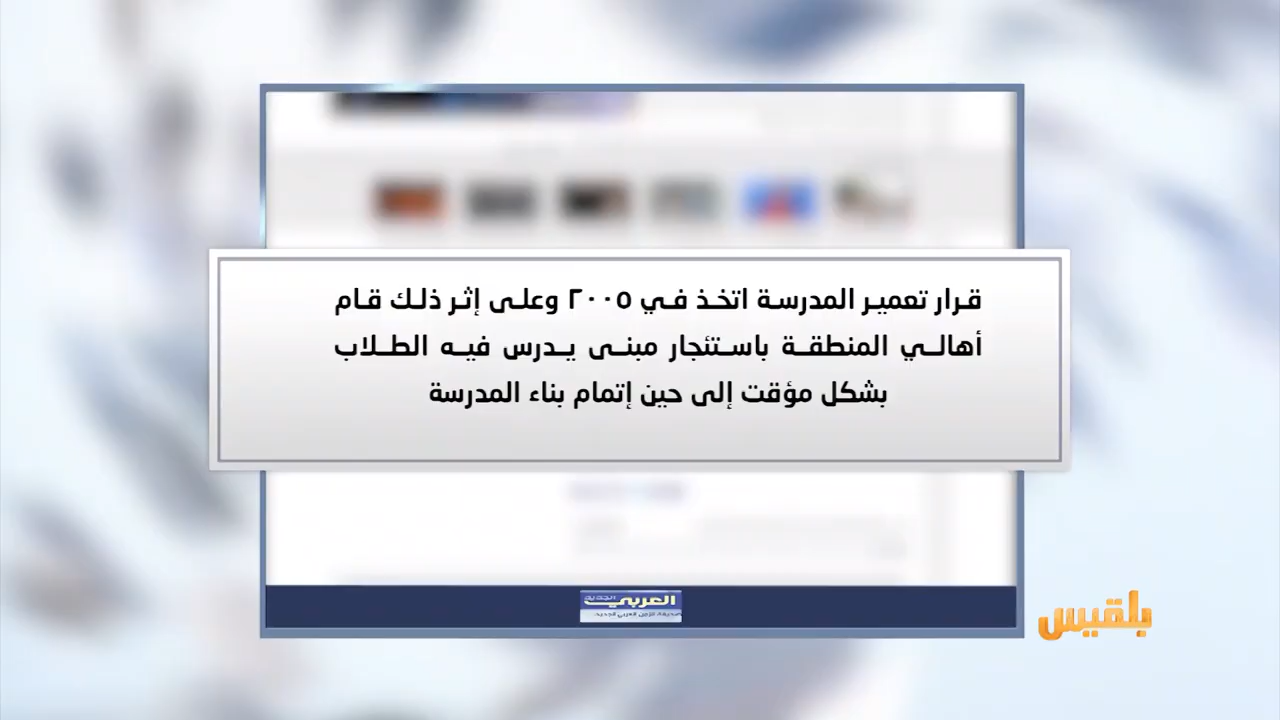 قرار تعمير المدرسة اتخذ في ٢٠٠٥ وعلى إثر ذلك قام
أهالي المنطقة باستئجار مبنى يدرس فيه الطلاب
بشكل مؤقت إلى حين إتمام بناء المدرسة
العربي الجديد
بلقيس